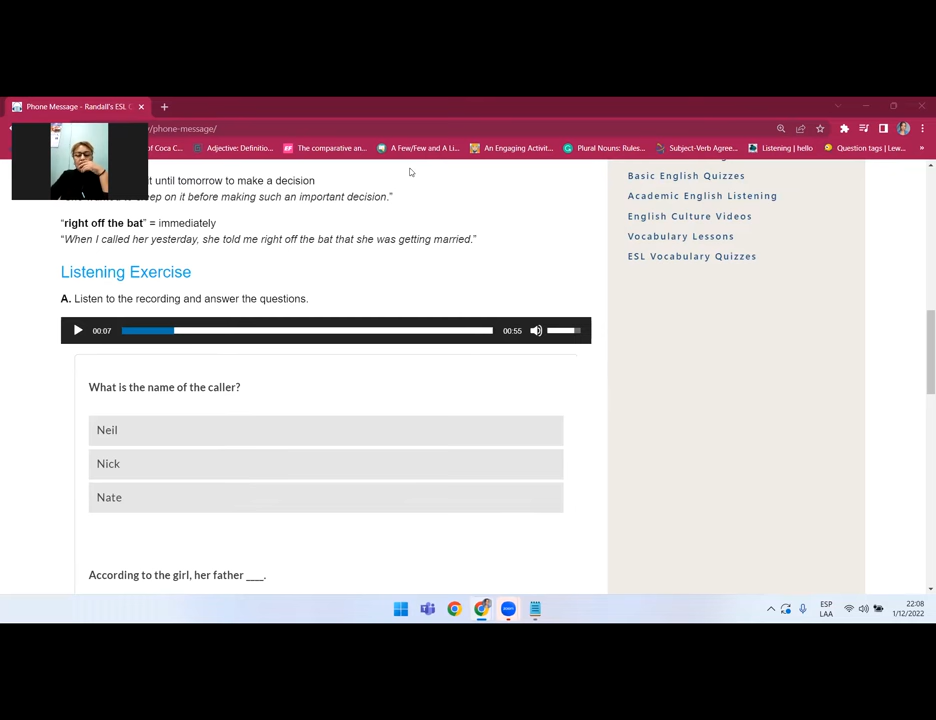 Phone Message - Randall's ESL
/phone-message/
of Coca C...
Adjective: Definitio...
The comparative an...
A Few/Few and A Li...
An Engaging Activit...
Plural Nouns: Rules...
Subject-Verb Agree...
Listening | hello
Question tags | Lew...
»
t until tomorrow to make a decision
eep on it before making such an important decision.”
“right off the bat” = immediately
“When I called her yesterday, she told me right off the bat that she was getting married.”
Listening Exercise
A. Listen to the recording and answer the questions.
00:07
00:55
What is the name of the caller?
Neil
Nick
Nate
According to the girl, her father ____.
Basic English Quizzes
Academic English Listening
English Culture Videos
Vocabulary Lessons
ESL Vocabulary Quizzes
zoom
ESP
LAA
22:08
1/12/2022